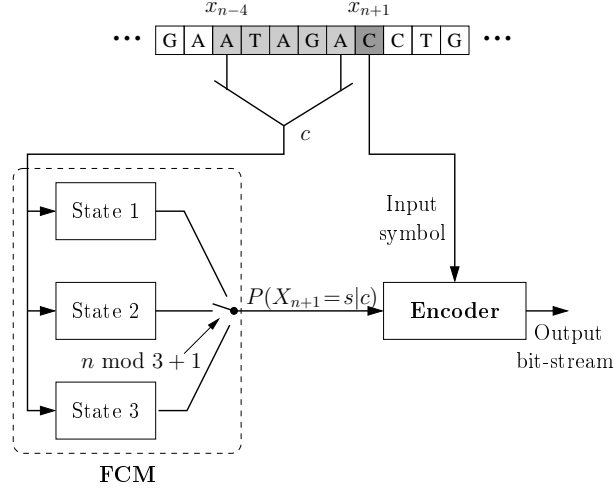 x_{n−4} x_{n+1}
••• G A A T A G A C C T G •••
c
State 1
Input
symbol
State 2
P(X_{n+1} = s|c)
Encoder
n mod 3 + 1
Output
bit-stream
State 3
FCM